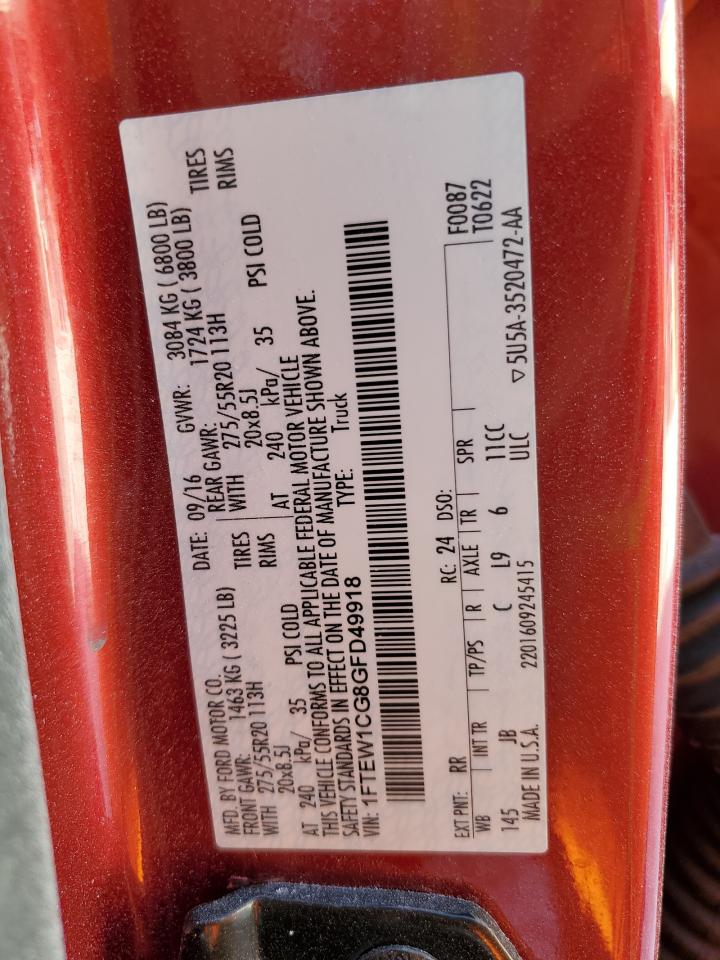 MFD. BY FORD MOTOR CO. DATE: 09/16 GVWR: 3084 KG ( 6800 LB)
FRONT GAWR: 1463 KG ( 3225 LB) REAR GAWR: 1724 KG ( 3800 LB)
WITH 275/55R20 113H TIRES WITH 275/55R20 113H TIRES
20x8.5J RIMS 20x8.5J RIMS
AT 240 kPa/ 35 PSI COLD AT 240 kPa/ 35 PSI COLD
THIS VEHICLE CONFORMS TO ALL APPLICABLE FEDERAL MOTOR VEHICLE
SAFETY STANDARDS IN EFFECT ON THE DATE OF MANUFACTURE SHOWN ABOVE.
VIN: 1FTEW1CG8GFD49918 TYPE: Truck
EXT PNT: RR RC: 24 DSO: F0087
WB INT TR TP/PS R AXLE TR SPR T0622
145 JB C L9 6 11CC
ULC
MADE IN U.S.A. 2201609245415 ▽5U5A-3520472-AA